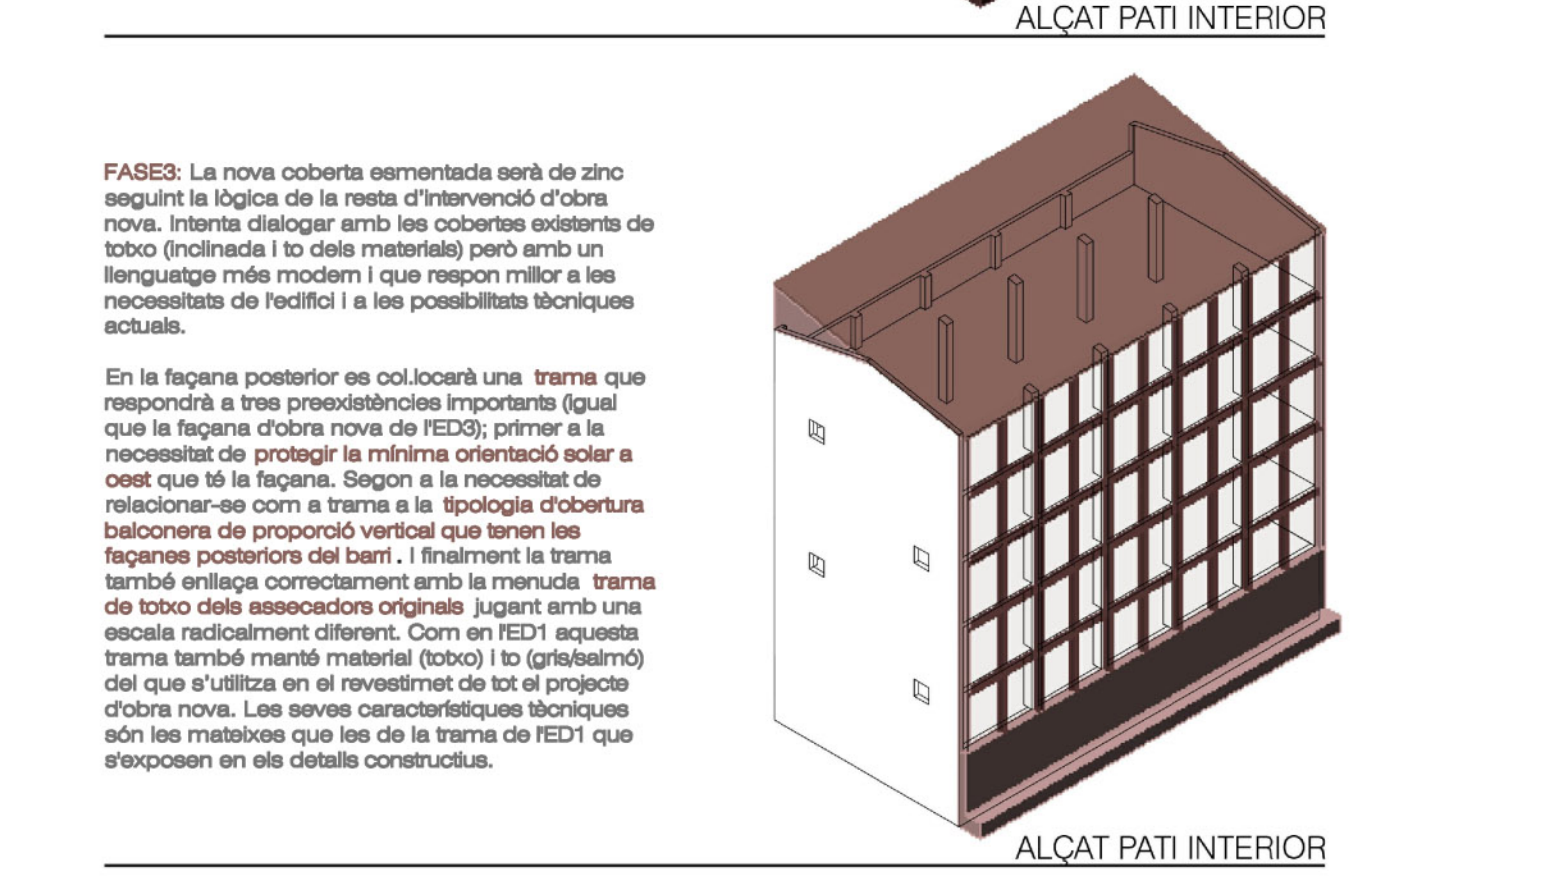 ALÇAT PATI INTERIOR
FASE3: La nova coberta esmentada serà de zinc
seguint la lògica de la resta d'intervenció d'obra
nova. Intenta dialogar amb les cobertes existents de
totxo (inclinada i to dels materials) però amb un
llenguatge més modern i que respon millor a les
necessitats de l'edifici i a les possibilitats tècniques
actuals.
En la façana posterior es col.locarà una trama que
respondrà a tres preexistències importants (igual
que la façana d'obra nova de l'ED3); primer a la
necessitat de protegir la mínima orientació solar a
oest que té la façana. Segon a la necessitat de
relacionar-se com a trama a la tipologia d'obertura
balconera de proporció vertical que tenen les
façanes posteriors del barri . I finalment la trama
també enllaça correctament amb la menuda trama
de totxo dels assecadors originals jugant amb una
escala radicalment diferent. Com en l'ED1 aquesta
trama també manté material (totxo) i to (gris/salmó)
del que s'utilitza en el revestimet de tot el projecte
d'obra nova. Les seves característiques tècniques
són les mateixes que les de la trama de l'ED1 que
s'exposen en els detalls constructius.
ALÇAT PATI INTERIOR